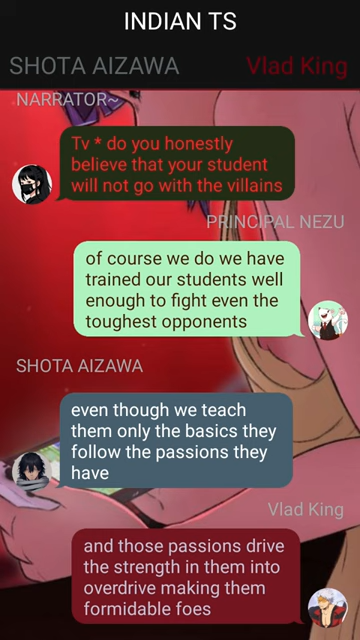 INDIAN TS
SHOTA AIZAWA
Vlad King
NARRATOR~
Tv * do you honestly
believe that your student
will not go with the villains
PRINCIPAL NEZU
of course we do we have
trained our students well
enough to fight even the
toughest opponents
SHOTA AIZAWA
even though we teach
them only the basics they
follow the passions they
have
Vlad King
and those passions drive
the strength in them into
overdrive making them
formidable foes